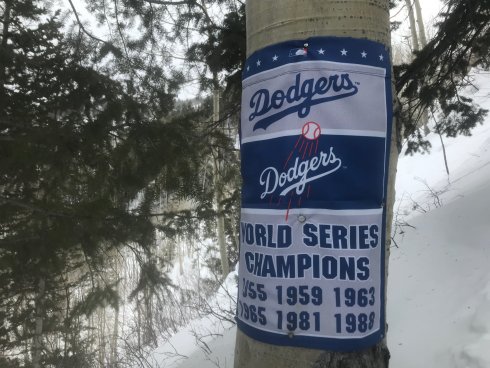 Dodgers
Dodgers
WORLD SERIES
CHAMPIONS
1955 1959 1963
1965 1981 1988